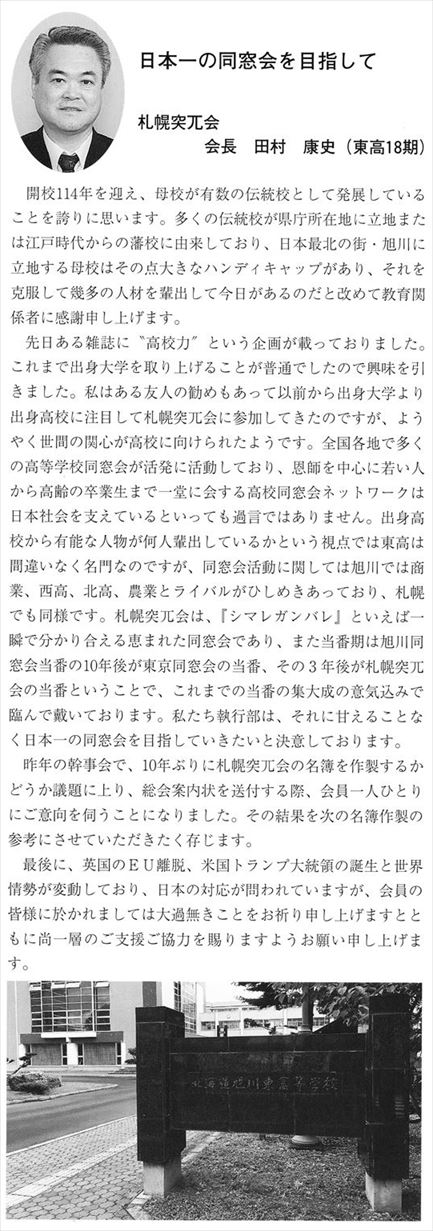 日本一の同窓会を目指して
札幌突兀会
会長　田村　康史（東高18期）
　開校114年を迎え、母校が有数の伝統校として発展している
ことを誇りに思います。多くの伝統校が県庁所在地に立地また
は江戸時代からの藩校に由来しており、日本最北の街・旭川に
立地する母校はその点大きなハンディキャップがあり、それを
克服して幾多の人材を輩出して今日があるのだと改めて教育関
係者に感謝申し上げます。
　先日ある雑誌に〝高校力〟という企画が載っておりました。
これまで出身大学を取り上げることが普通でしたので興味を引
きました。私はある友人の勧めもあって以前から出身大学より
出身高校に注目して札幌突兀会に参加してきたのですが、よう
やく世間の関心が高校に向けられたようです。全国各地で多く
の高等学校同窓会が活発に活動しており、恩師を中心に若い人
から高齢の卒業生まで一堂に会する高校同窓会ネットワークは
日本社会を支えているといっても過言ではありません。出身高
校から有能な人物が何人輩出しているかという視点では東高は
間違いなく名門なのですが、同窓会活動に関しては旭川では商
業、西高、北高、農業とライバルがひしめきあっており、札幌
でも同様です。札幌突兀会は、『シマレガンバレ』といえば一
瞬で分かり合える恵まれた同窓会であり、また当番期は旭川同
窓会当番の10年後が東京同窓会の当番、その３年後が札幌突兀
会の当番ということで、これまでの当番の集大成の意気込みで
臨んで戴いております。私たち執行部は、それに甘えることな
く日本一の同窓会を目指していきたいと決意しております。
　昨年の幹事会で、10年ぶりに札幌突兀会の名簿を作製するか
どうか議題に上り、総会案内状を送付する際、会員一人ひとり
にご意向を伺うことになりました。その結果を次の名簿作製の
参考にさせていただきたく存じます。
　最後に、英国のＥＵ離脱、米国トランプ大統領の誕生と世界
情勢が変動しており、日本の対応が問われていますが、会員の
皆様に於かれましては大過無きことをお祈り申し上げますとと
もに尚一層のご支援ご協力を賜りますようお願い申し上げま
す。
北海道旭川東高等学校